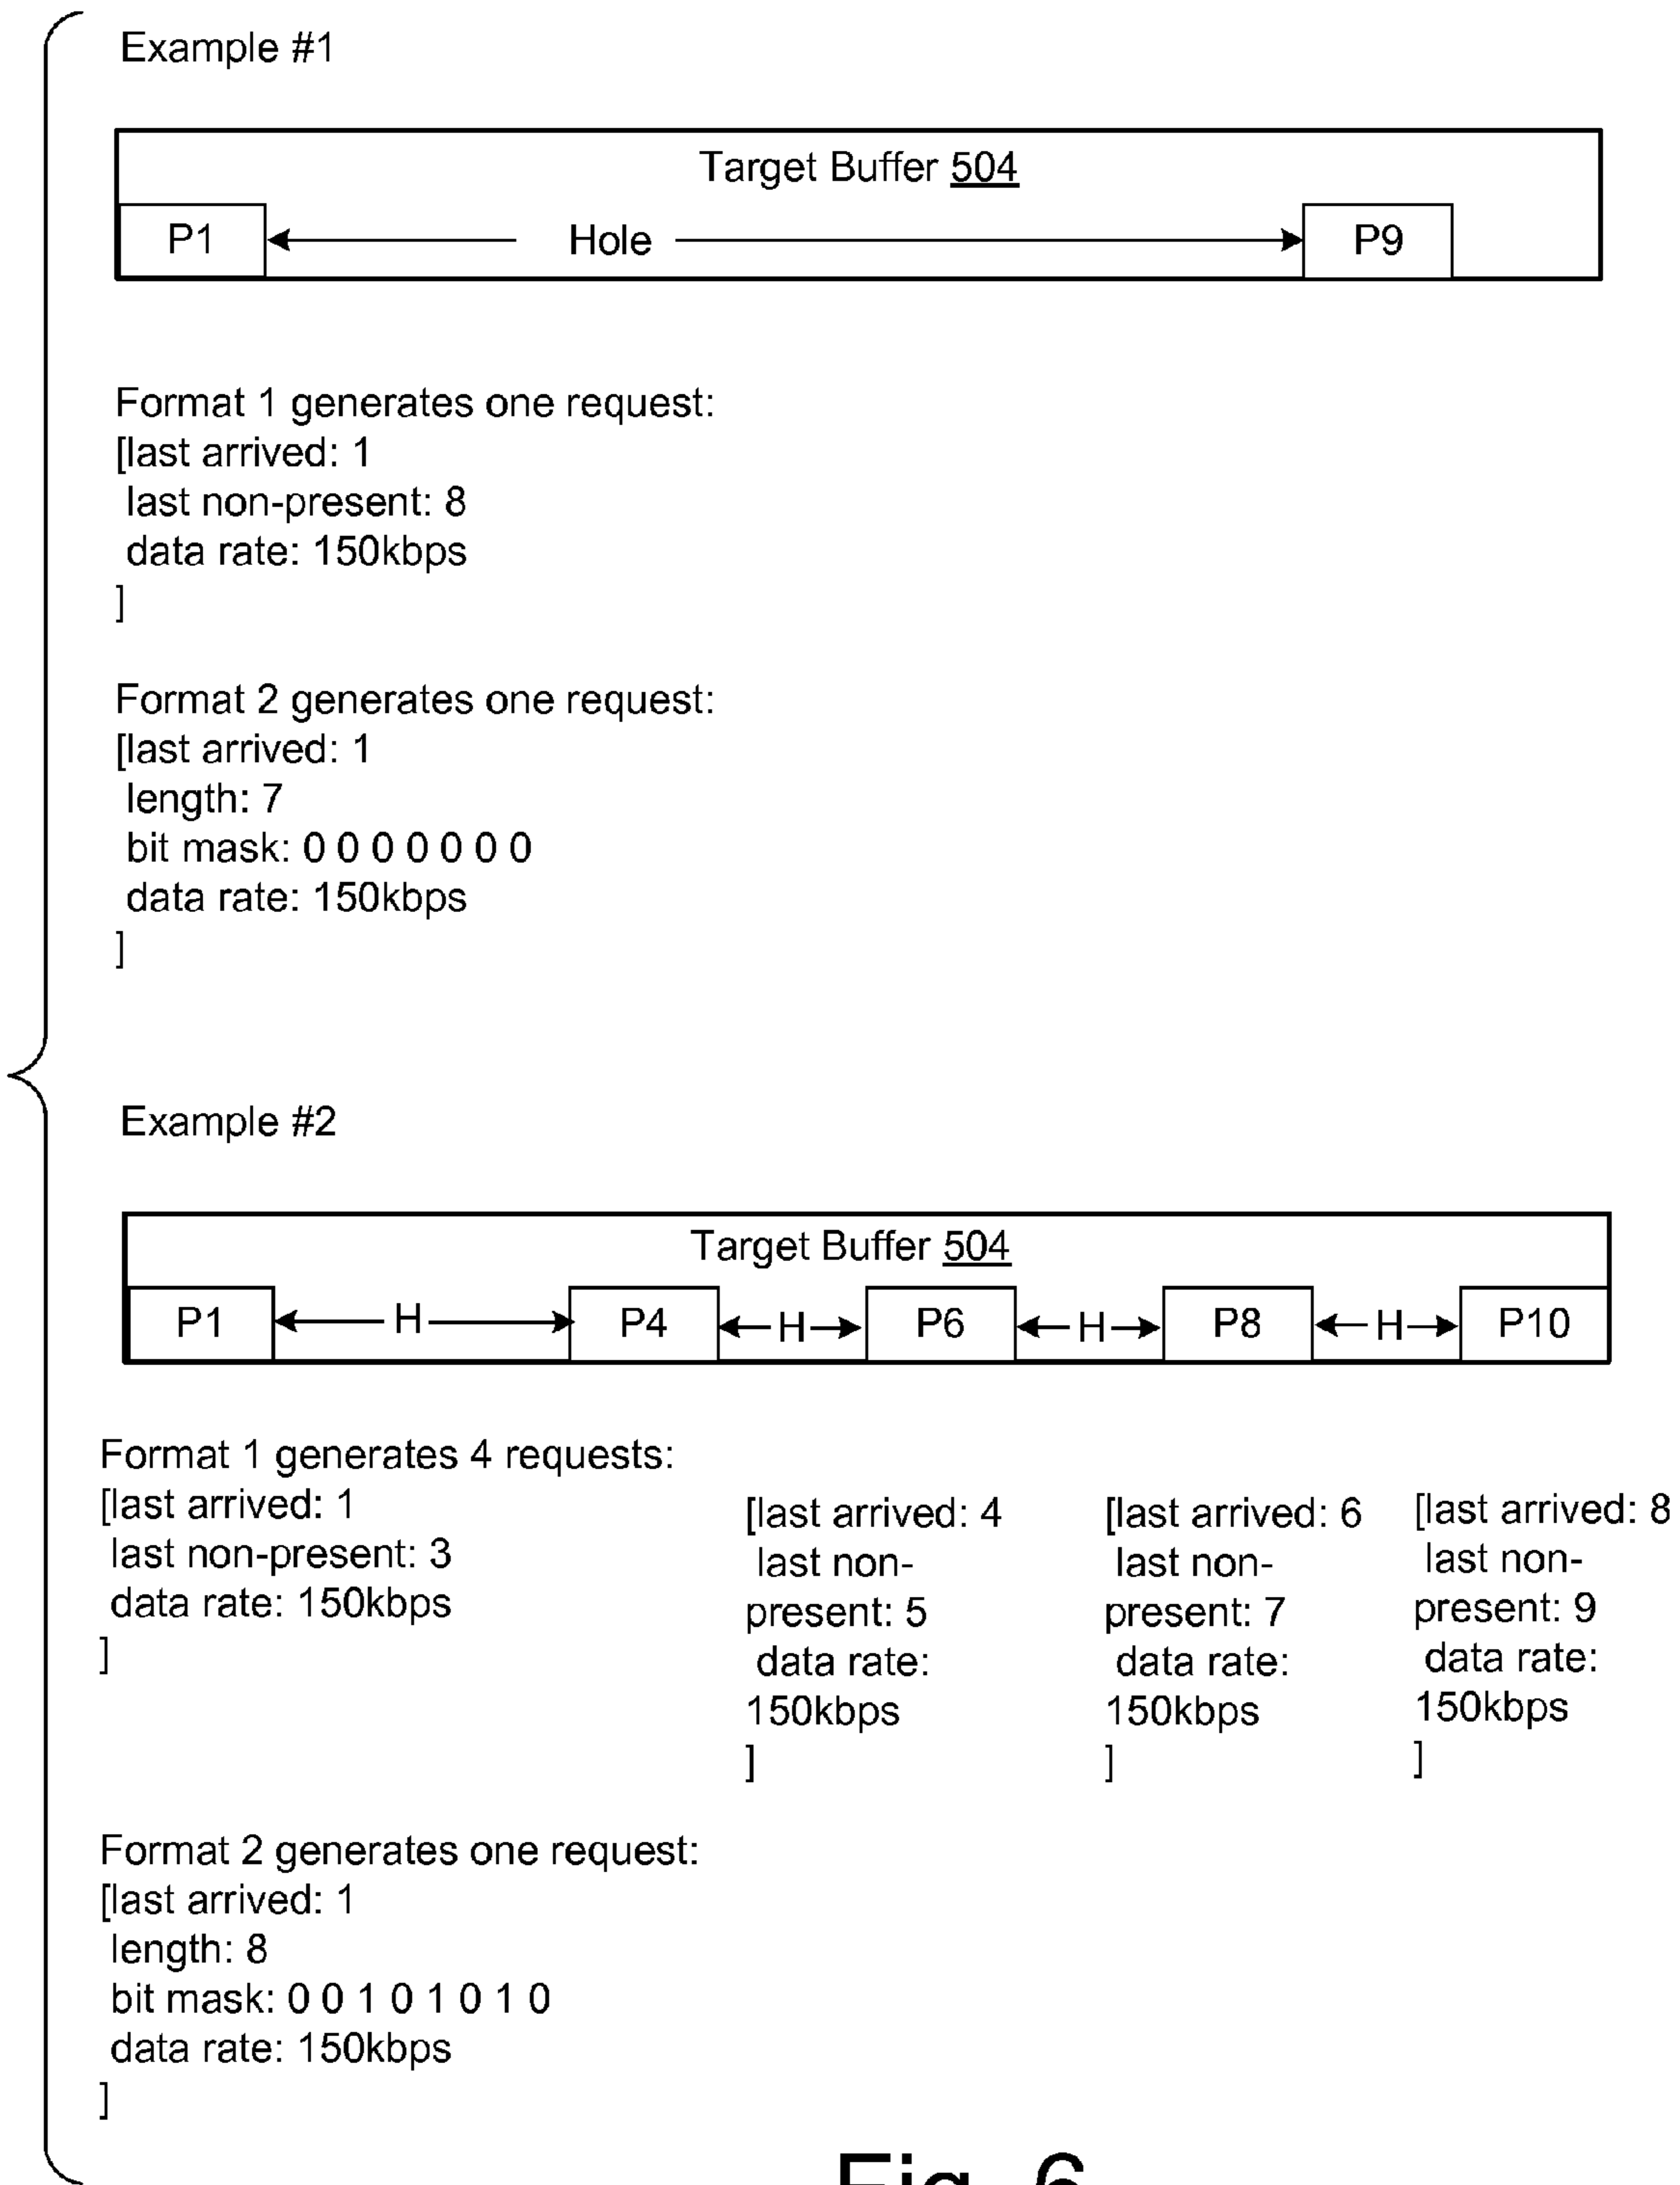 Example #1
Target Buffer 504
P1
Hole
P9
Format 1 generates one request:
[last arrived: 1
last non-present: 8
data rate: 150kbps
]
Format 2 generates one request:
[last arrived: 1
length: 7
bit mask: 0 0 0 0 0 0 0
data rate: 150kbps
]
Example #2
Target Buffer 504
P1
H
P4
H
P6
H
P8
H
P10
Format 1 generates 4 requests:
[last arrived: 1
last non-present: 3
data rate: 150kbps
]
[last arrived: 4
last non-
present: 5
data rate:
150kbps
]
[last arrived: 6
last non-
present: 7
data rate:
150kbps
]
[last arrived: 8
last non-
present: 9
data rate:
150kbps
]
Format 2 generates one request:
[last arrived: 1
length: 8
bit mask: 0 0 1 0 1 0 1 0
data rate: 150kbps
]
Fig. 6